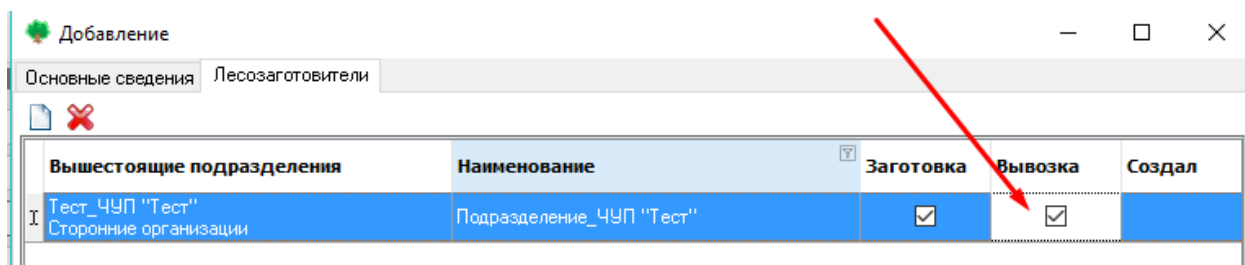 Добавление
Основные сведения Лесозаготовители
Вышестоящие подразделения Наименование Заготовка Вывозка Создал
Тест_ЧУП "Тест"
Сторонние организации
Подразделение_ЧУП "Тест"